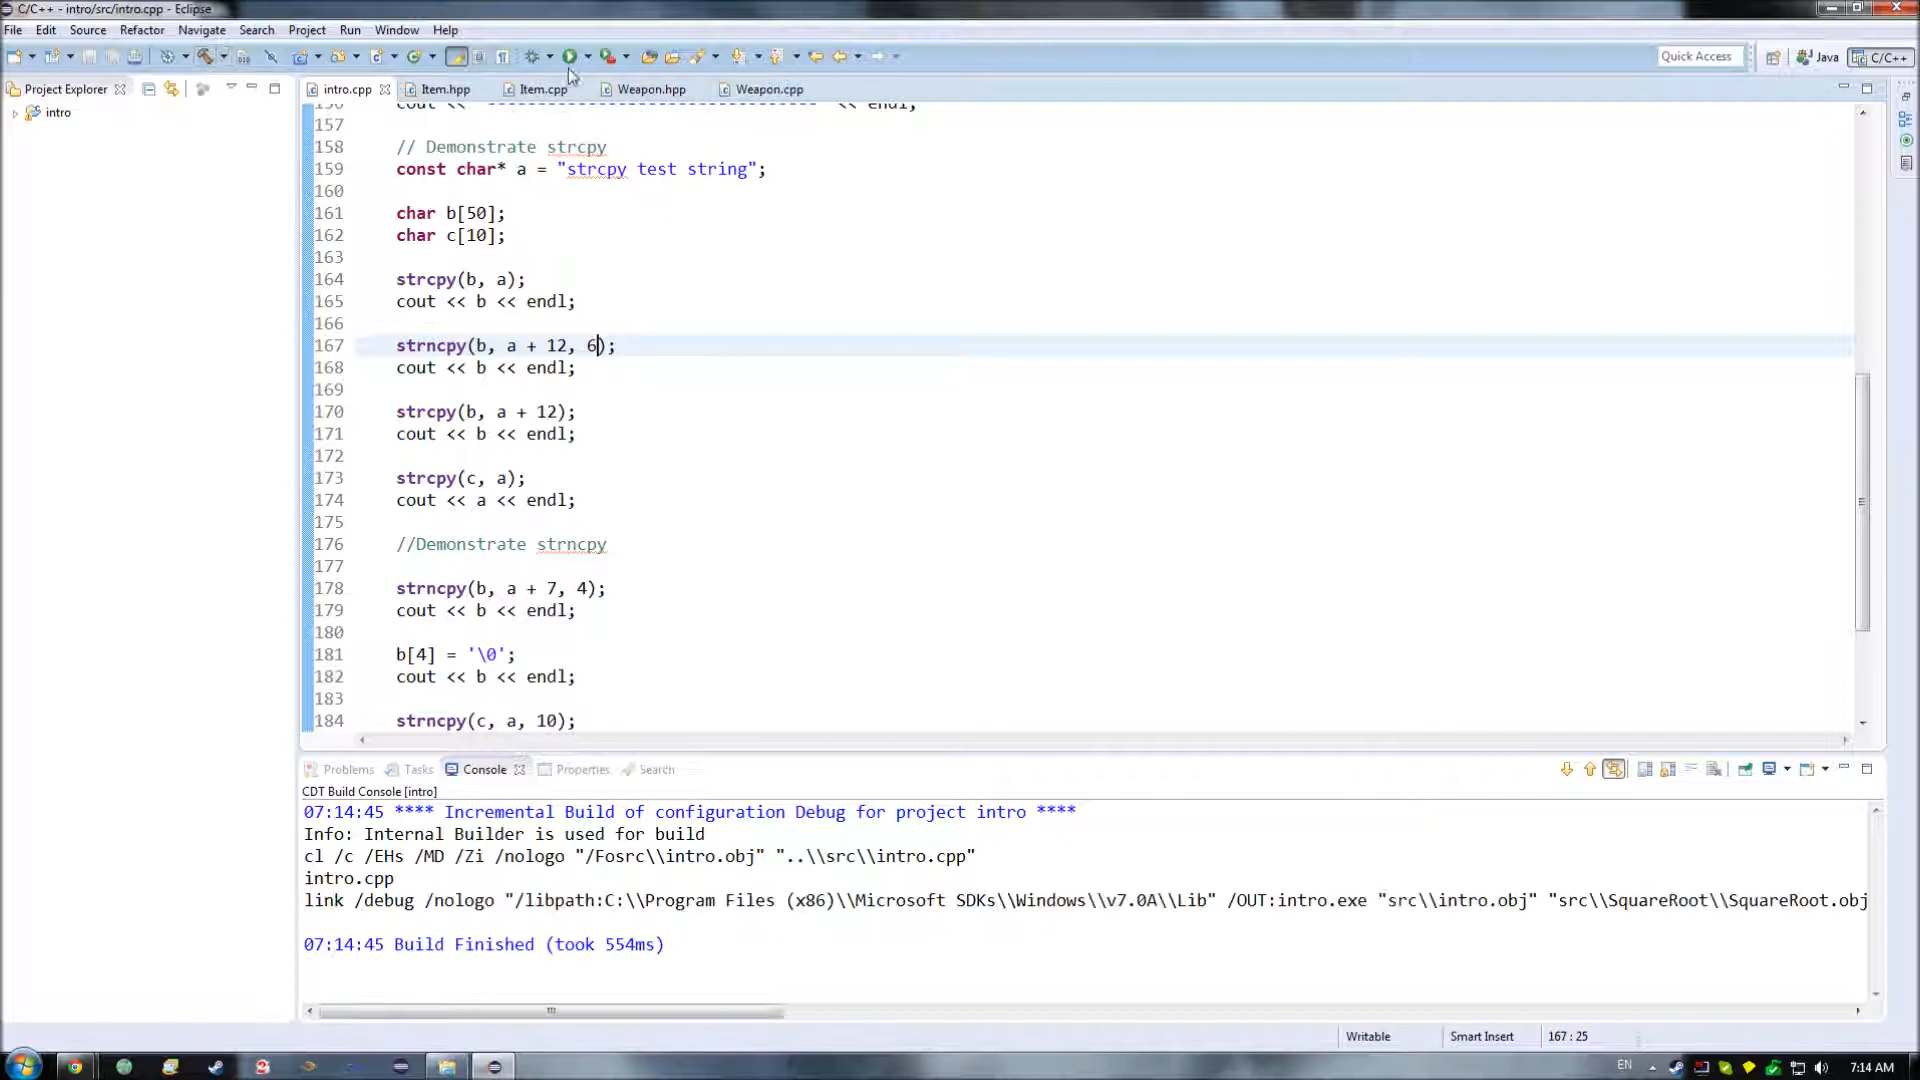 C/C++ - intro/src/intro.cpp - Eclipse
File Edit Source Refactor Navigate Search Project Run Window Help
Quick Access Java C/C++
Project Explorer intro.cpp Item.hpp Item.cpp Weapon.hpp Weapon.cpp
intro
156 cout << "--------------------------------" << endl;
157
158 // Demonstrate strcpy
159 const char* a = "strcpy test string";
160
161 char b[50];
162 char c[10];
163
164 strcpy(b, a);
165 cout << b << endl;
166
167 strncpy(b, a + 12, 6);
168 cout << b << endl;
169
170 strcpy(b, a + 12);
171 cout << b << endl;
172
173 strcpy(c, a);
174 cout << a << endl;
175
176 //Demonstrate strncpy
177
178 strncpy(b, a + 7, 4);
179 cout << b << endl;
180
181 b[4] = '\0';
182 cout << b << endl;
183
184 strncpy(c, a, 10);
Problems Tasks Console Properties Search
CDT Build Console [intro]
07:14:45 **** Incremental Build of configuration Debug for project intro ****
Info: Internal Builder is used for build
cl /c /EHs /MD /Zi /nologo "/Fosrc\\intro.obj" "..\\src\\intro.cpp"
intro.cpp
link /debug /nologo "/libpath:C:\\Program Files (x86)\\Microsoft SDKs\\Windows\\v7.0A\\Lib" /OUT:intro.exe "src\\intro.obj" "src\\SquareRoot\\SquareRoot.obj
07:14:45 Build Finished (took 554ms)
Writable Smart Insert 167 : 25
EN 7:14 AM